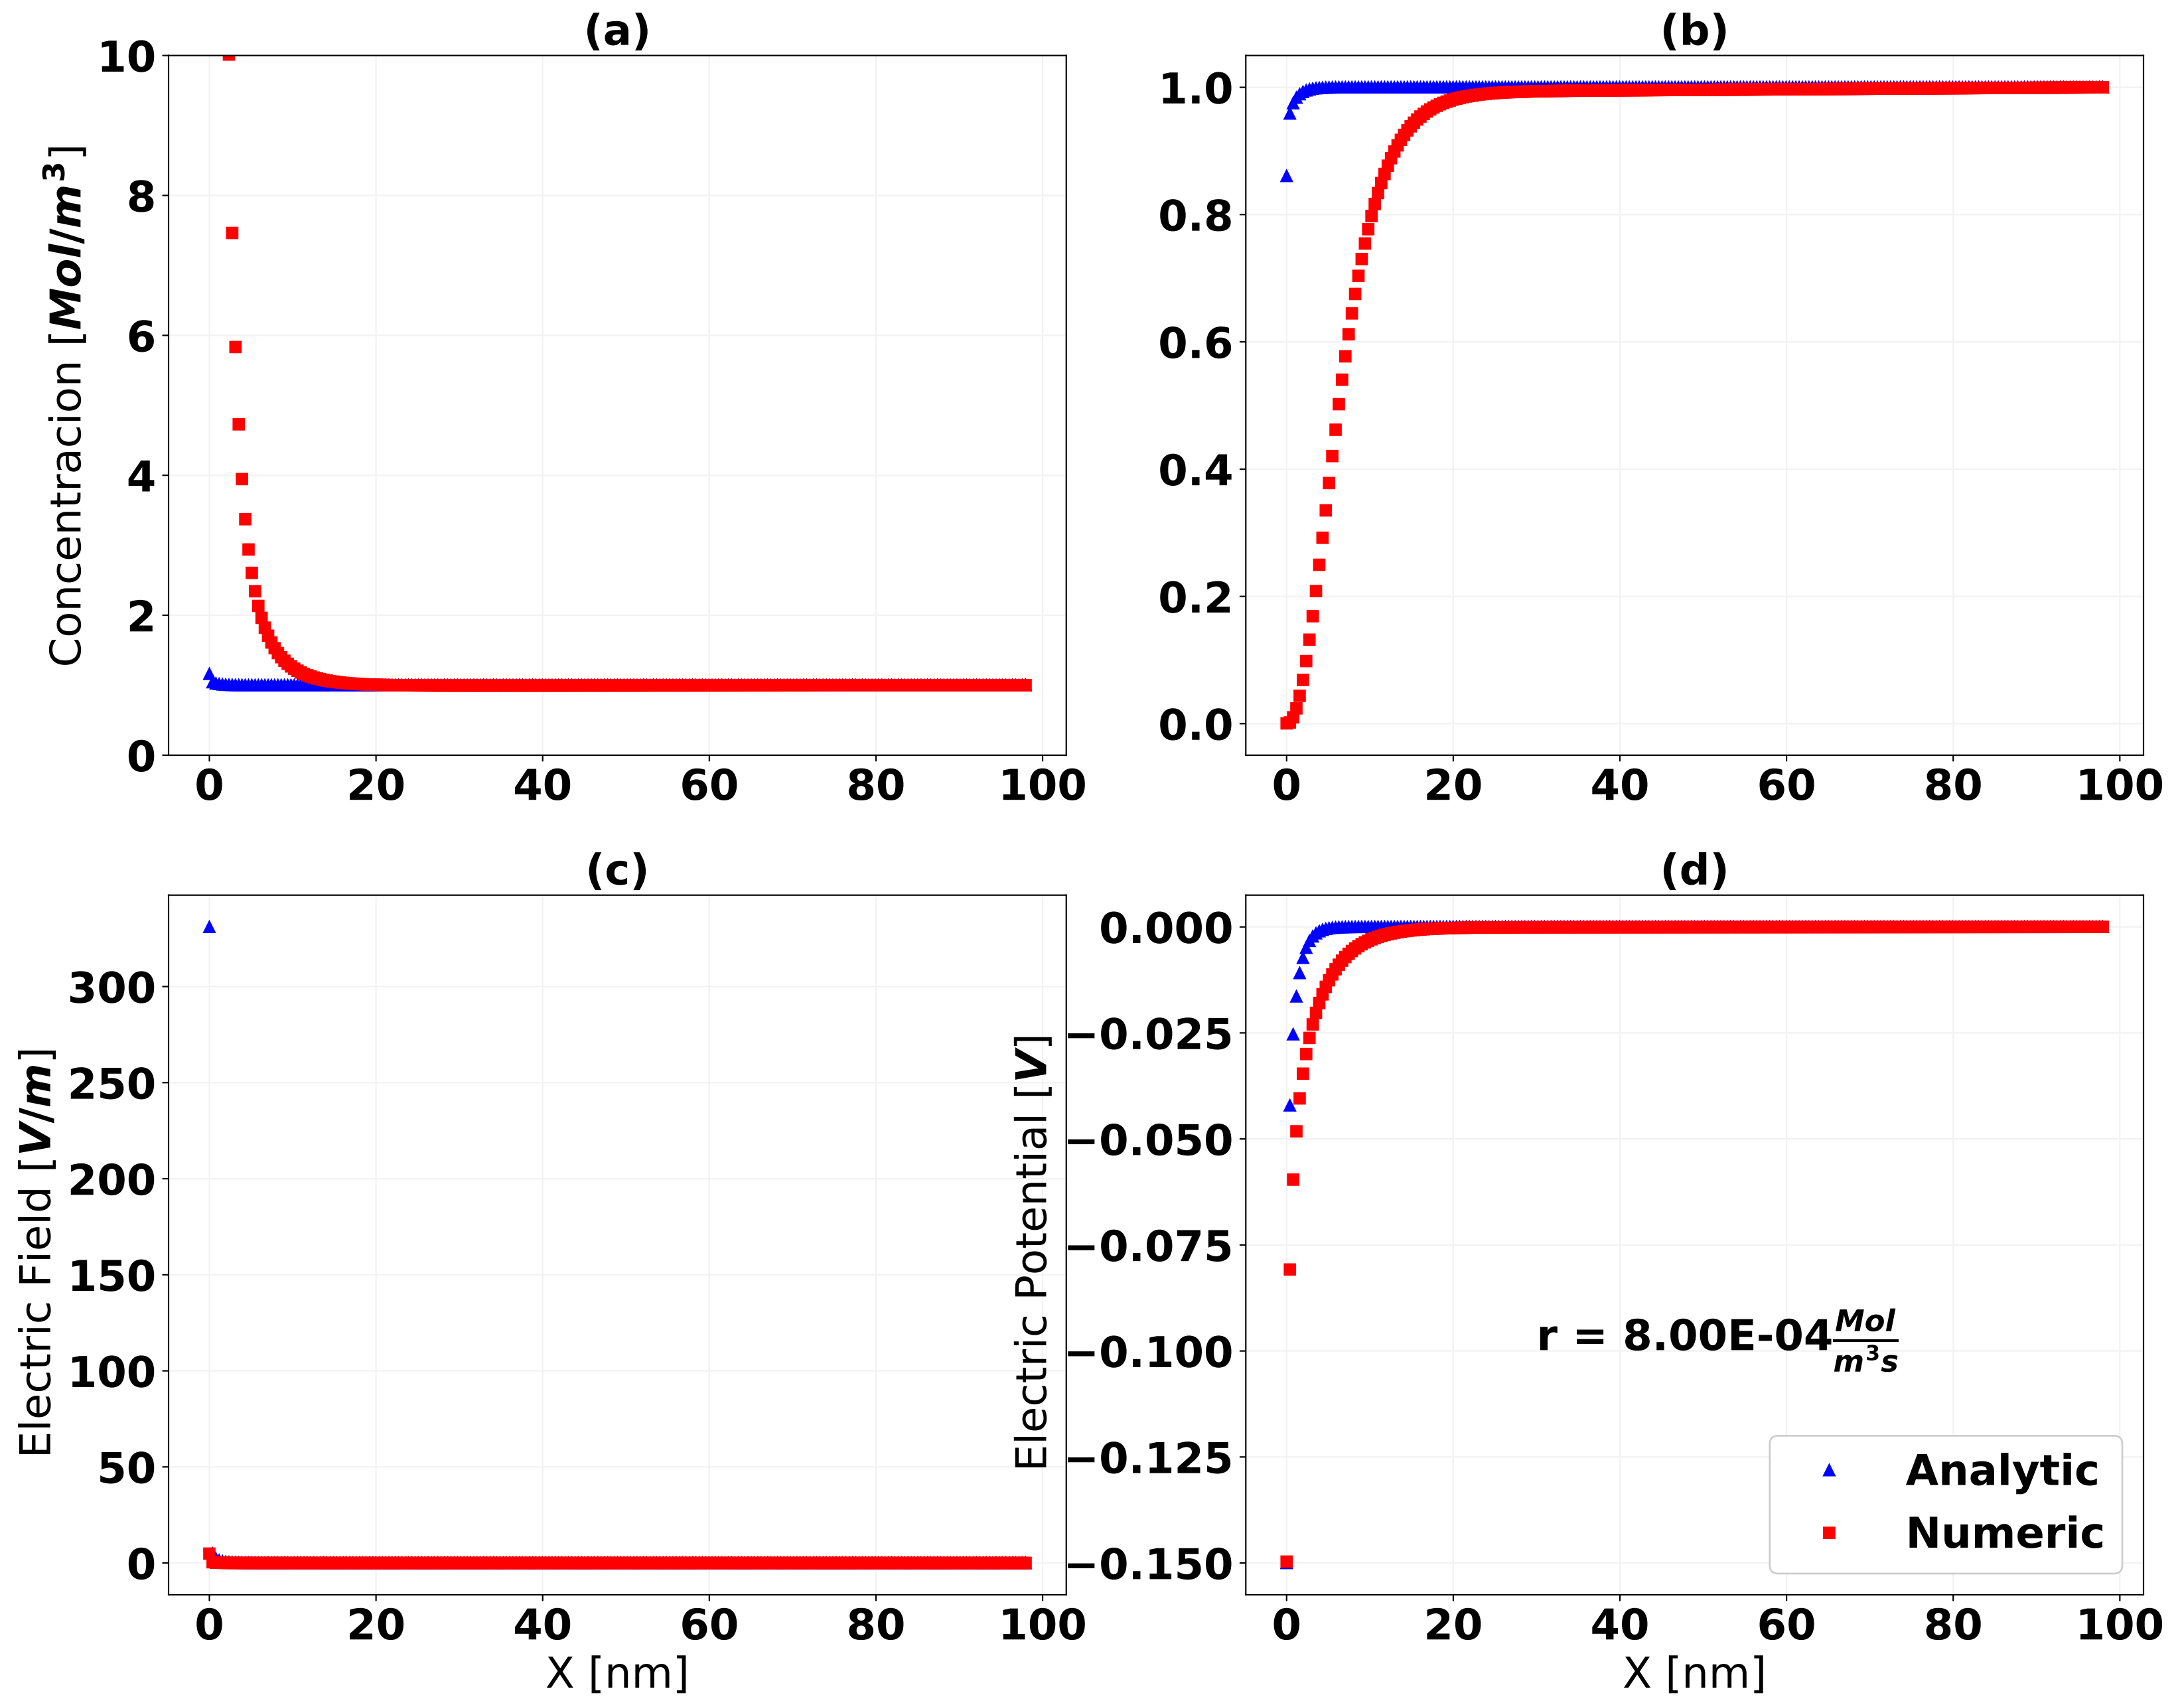 (a)
10
8
6
4
2
0
Concentracion [Mol/m³]
0 20 40 60 80 100
(b)
1.0
0.8
0.6
0.4
0.2
0.0
0 20 40 60 80 100
(c)
300
250
200
150
100
50
0
Electric Field [V/m]
0 20 40 60 80 100
X [nm]
(d)
0.000
−0.025
−0.050
−0.075
−0.100
−0.125
−0.150
Electric Potential [V]
r = 8.00E-04 Mol/m³s
Analytic
Numeric
0 20 40 60 80 100
X [nm]